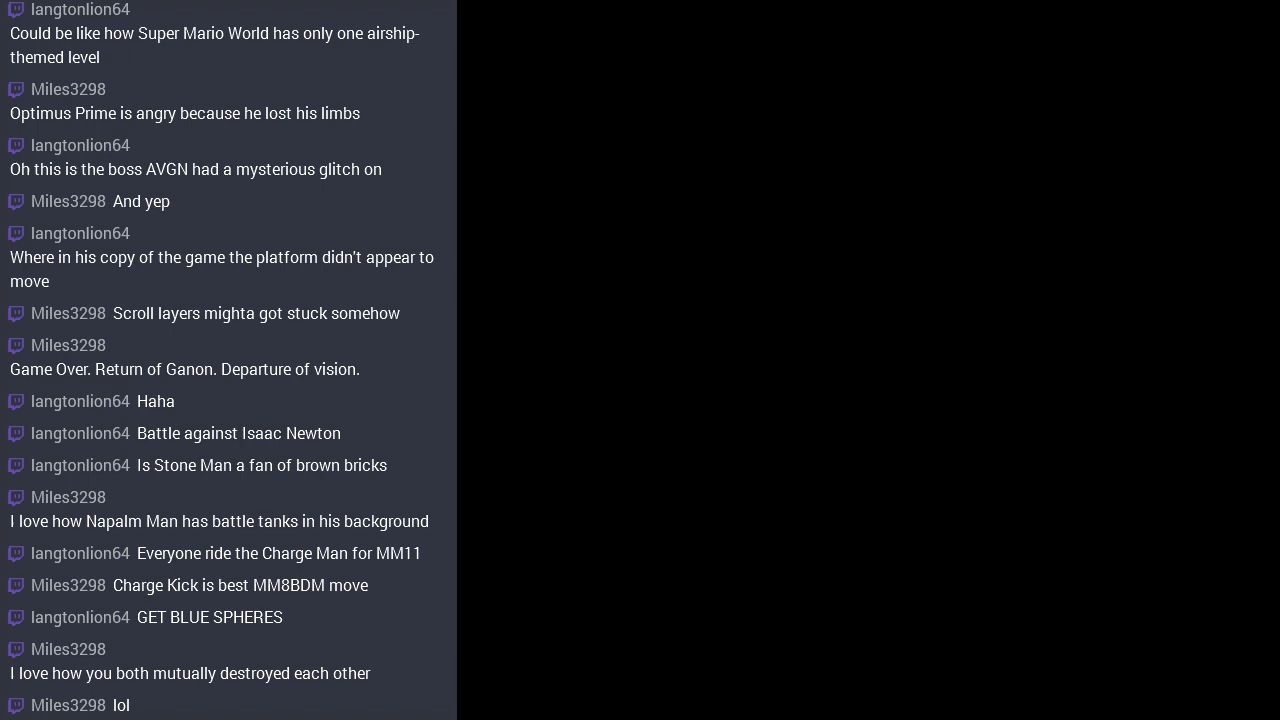 langtonlion64
Could be like how Super Mario World has only one airship-
themed level
Miles3298
Optimus Prime is angry because he lost his limbs
langtonlion64
Oh this is the boss AVGN had a mysterious glitch on
Miles3298 And yep
langtonlion64
Where in his copy of the game the platform didn't appear to
move
Miles3298 Scroll layers mighta got stuck somehow
Miles3298
Game Over. Return of Ganon. Departure of vision.
langtonlion64 Haha
langtonlion64 Battle against Isaac Newton
langtonlion64 Is Stone Man a fan of brown bricks
Miles3298
I love how Napalm Man has battle tanks in his background
langtonlion64 Everyone ride the Charge Man for MM11
Miles3298 Charge Kick is best MM8BDM move
langtonlion64 GET BLUE SPHERES
Miles3298
I love how you both mutually destroyed each other
Miles3298 lol